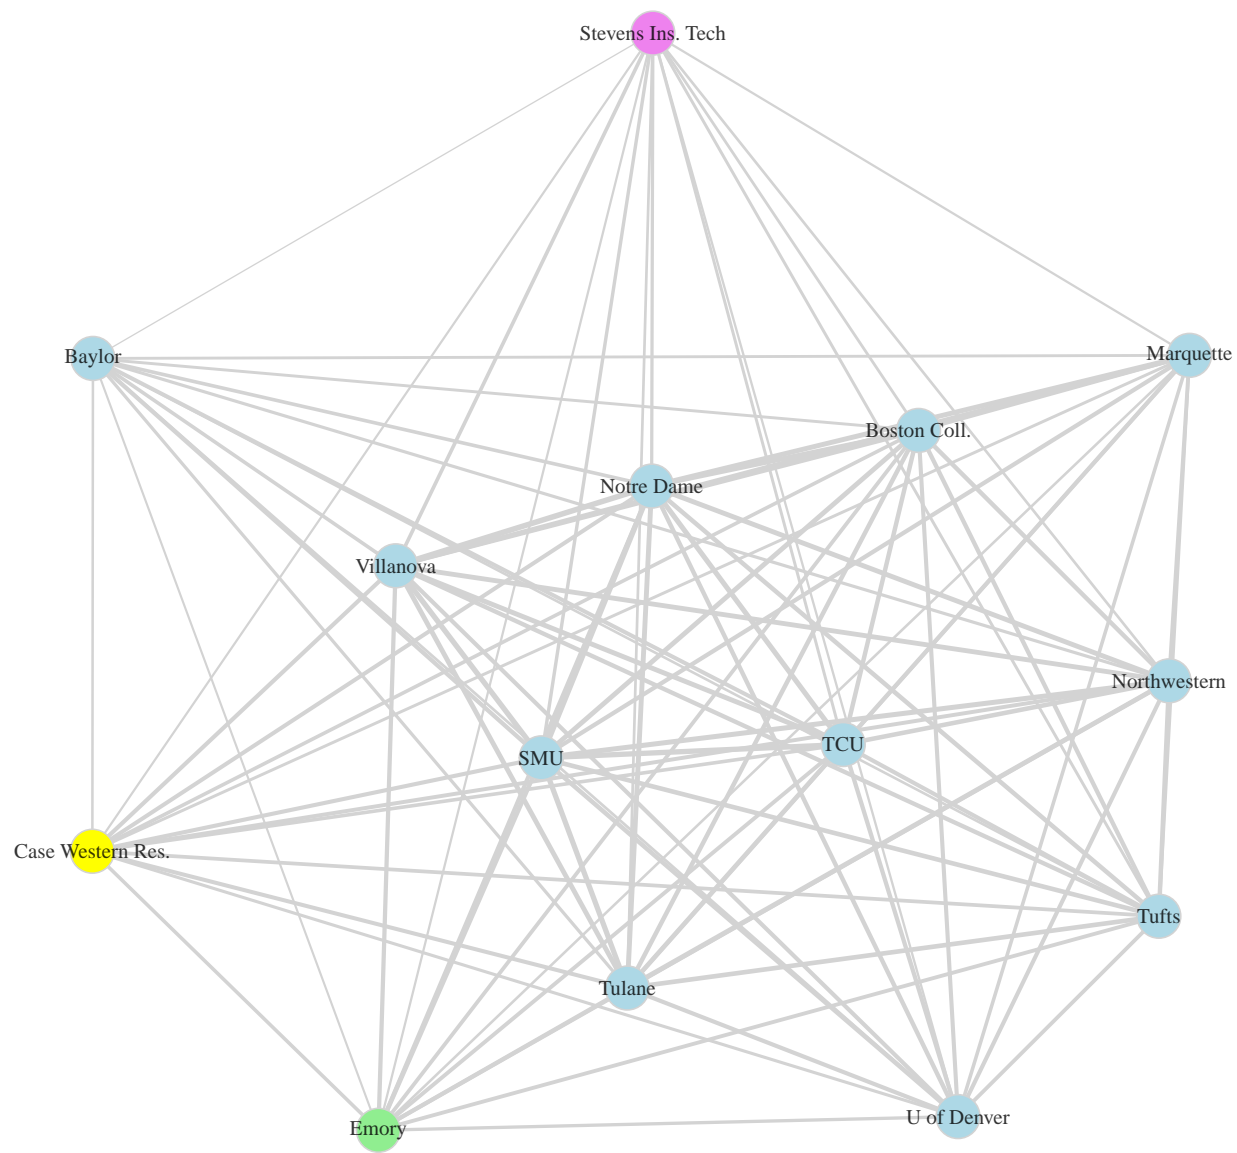 Stevens Ins. Tech
Baylor
Marquette
Boston Coll.
Notre Dame
Villanova
Northwestern
SMU
TCU
Case Western Res.
Tufts
Tulane
U of Denver
Emory